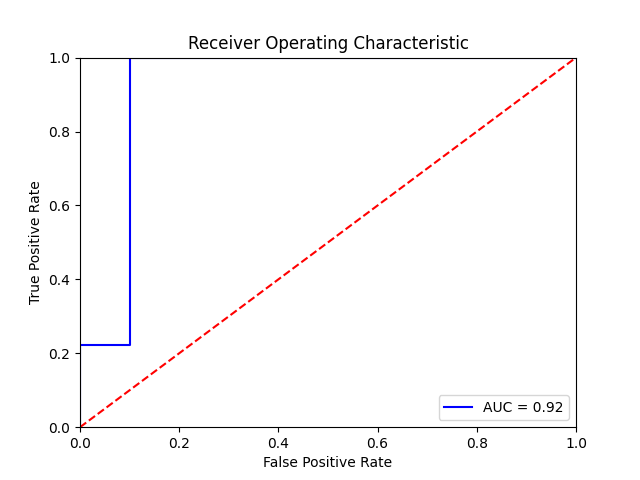 Receiver Operating Characteristic
True Positive Rate
1.0
0.8
0.6
0.4
0.2
0.0
AUC = 0.92
0.0 0.2 0.4 0.6 0.8 1.0
False Positive Rate